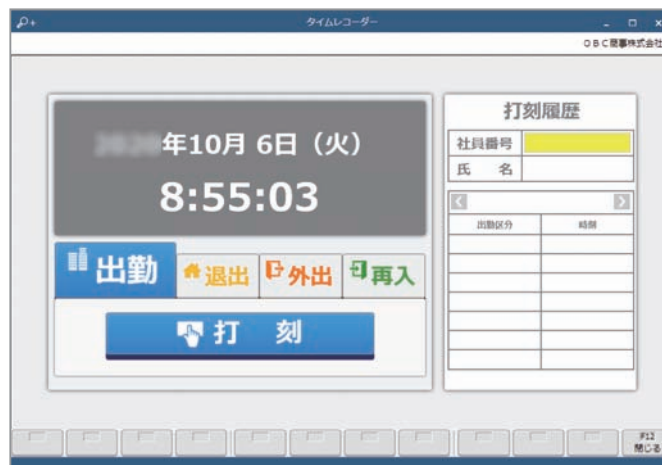 タイムレコーダー
OBC商事株式会社
年10月 6日（火）
8:55:03
出勤
退出
外出
再入
打 刻
打刻履歴
社員番号
氏 名
出勤区分 時刻
F12
閉じる